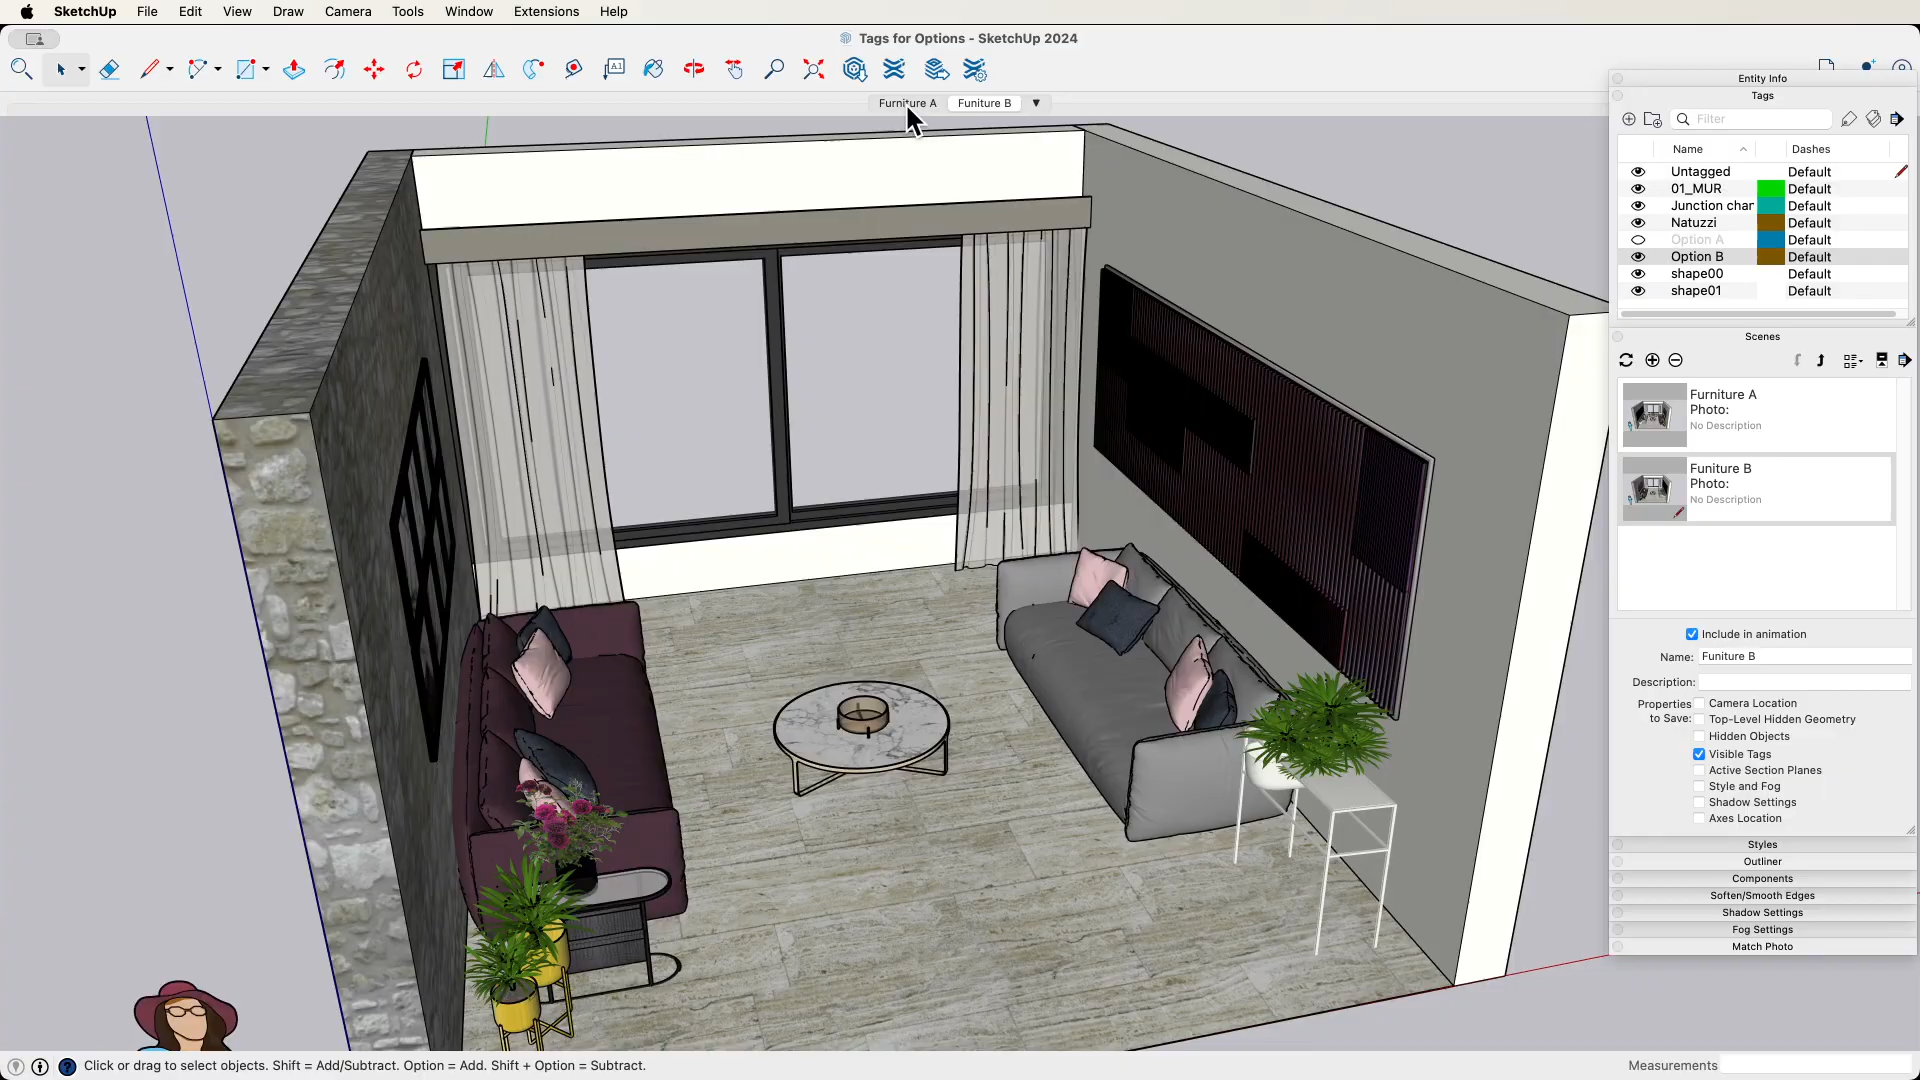 SketchUp File Edit View Draw Camera Tools Window Extensions Help
Tags for Options - SketchUp 2024
A1
Furniture A Funiture B ▼
Entity Info
Tags
Filter
Name Dashes
Untagged Default
01_MUR Default
Junction char Default
Natuzzi Default
Option A Default
Option B Default
shape00 Default
shape01 Default
Scenes
Furniture A
Photo:
No Description
Funiture B
Photo:
No Description
Include in animation
Name: Funiture B
Description:
Properties to Save:
Camera Location
Top-Level Hidden Geometry
Hidden Objects
Visible Tags
Active Section Planes
Style and Fog
Shadow Settings
Axes Location
Styles
Outliner
Components
Soften/Smooth Edges
Shadow Settings
Fog Settings
Match Photo
Click or drag to select objects. Shift = Add/Subtract. Option = Add. Shift + Option = Subtract.
Measurements